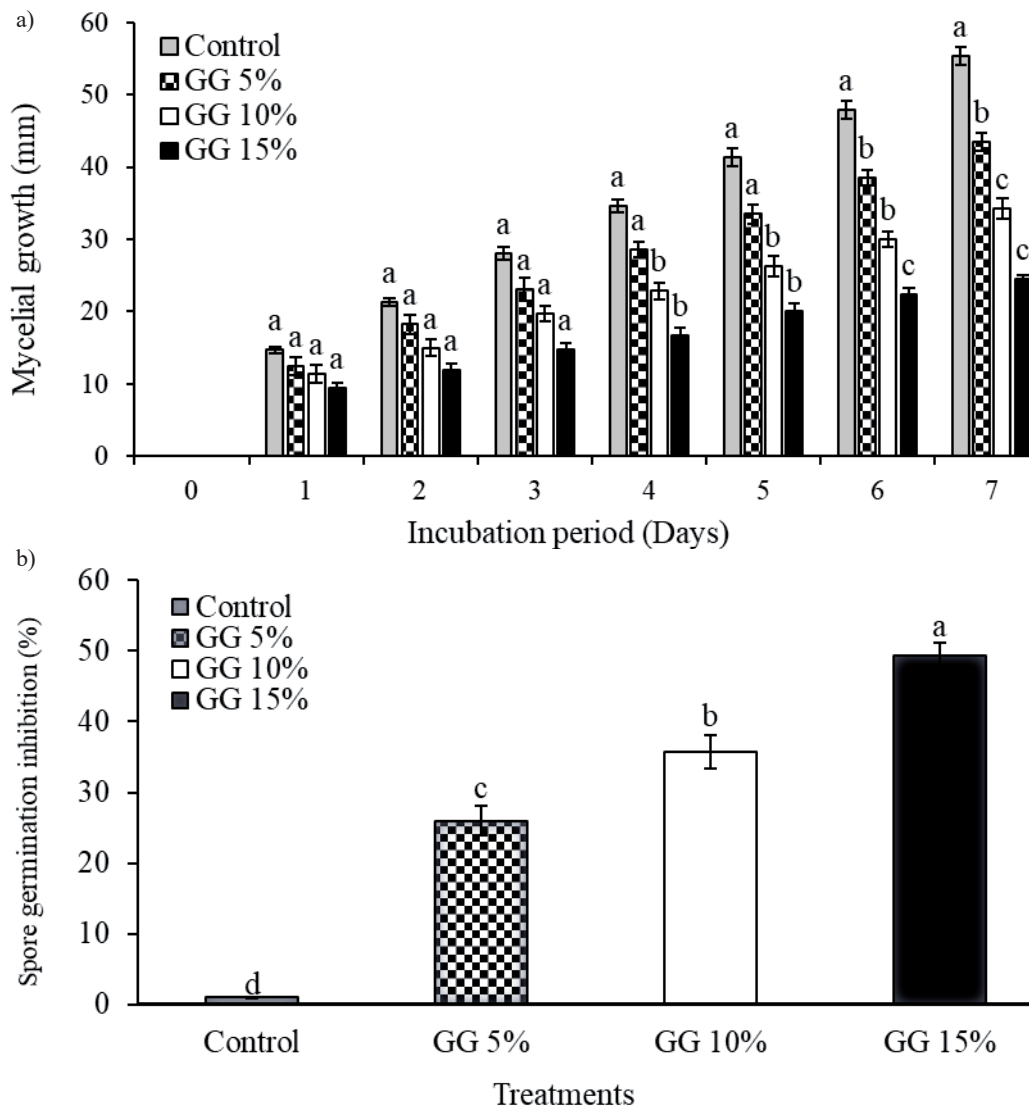 a)
60
50
40
30
20
10
0
Mycelial growth (mm)
Control
GG 5%
GG 10%
GG 15%
a a a a
a a a a
a a a a
a a b b
a a b b
a b b c
a b c c
0 1 2 3 4 5 6 7
Incubation period (Days)
b)
60
50
40
30
20
10
0
Spore germination inhibition (%)
Control
GG 5%
GG 10%
GG 15%
d c b a
Control GG 5% GG 10% GG 15%
Treatments